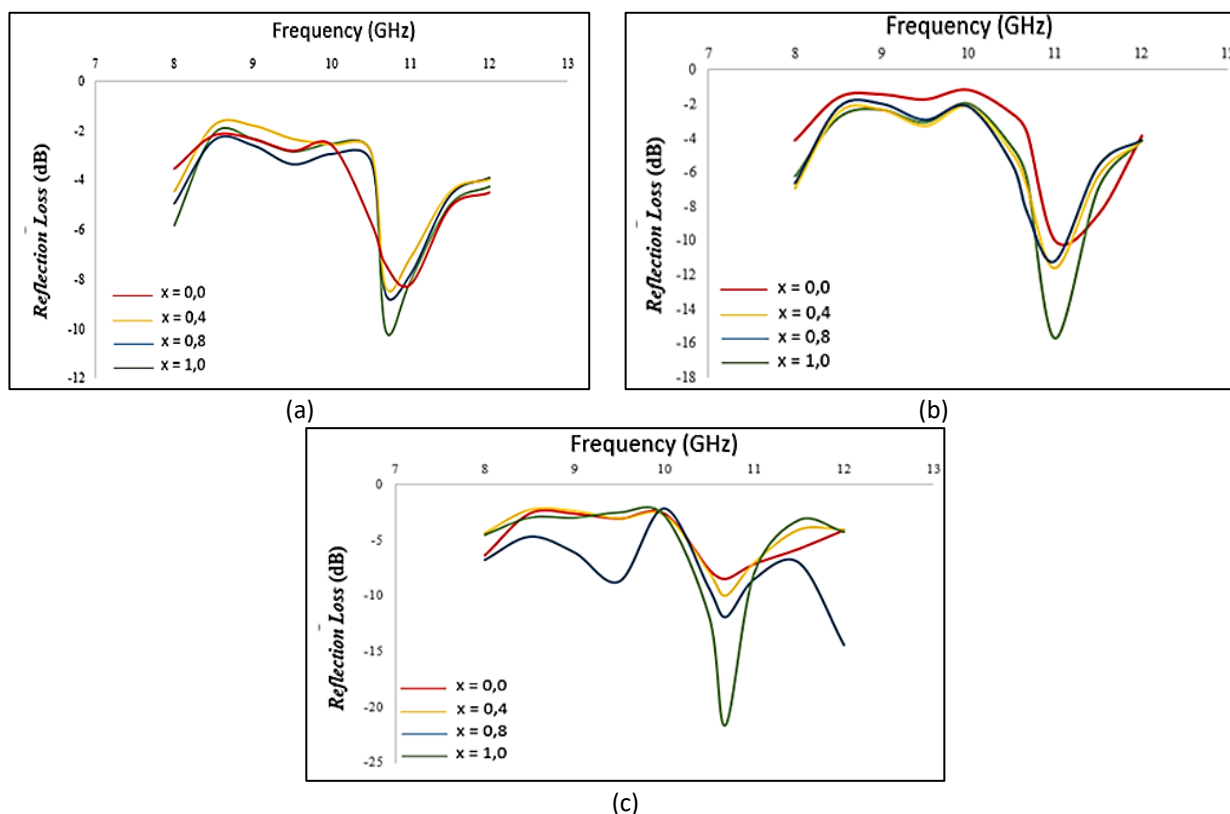 Frequency (GHz)
7 8 9 10 11 12 13
0
-2
-4
-6
-8
-10
-12
Reflection Loss (dB)
x = 0,0
x = 0,4
x = 0,8
x = 1,0
(a)
Frequency (GHz)
7 8 9 10 11 12 13
0
-2
-4
-6
-8
-10
-12
-14
-16
-18
Reflection Loss (dB)
x = 0,0
x = 0,4
x = 0,8
x = 1,0
(b)
Frequency (GHz)
7 8 9 10 11 12 13
0
-5
-10
-15
-20
-25
Reflection Loss (dB)
x = 0,0
x = 0,4
x = 0,8
x = 1,0
(c)